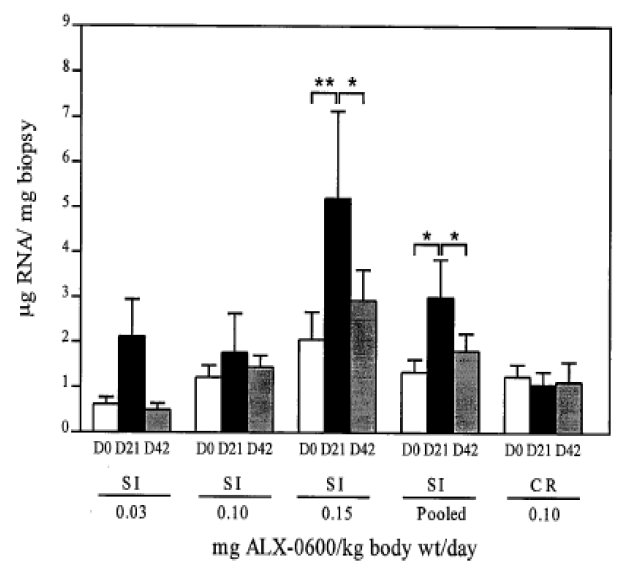 9
8
7
6
5
4
3
2
1
0
µg RNA/ mg biopsy
** *
* *
D0 D21 D42 D0 D21 D42 D0 D21 D42 D0 D21 D42 D0 D21 D42
SI SI SI SI CR
0.03 0.10 0.15 Pooled 0.10
mg ALX-0600/kg body wt/day